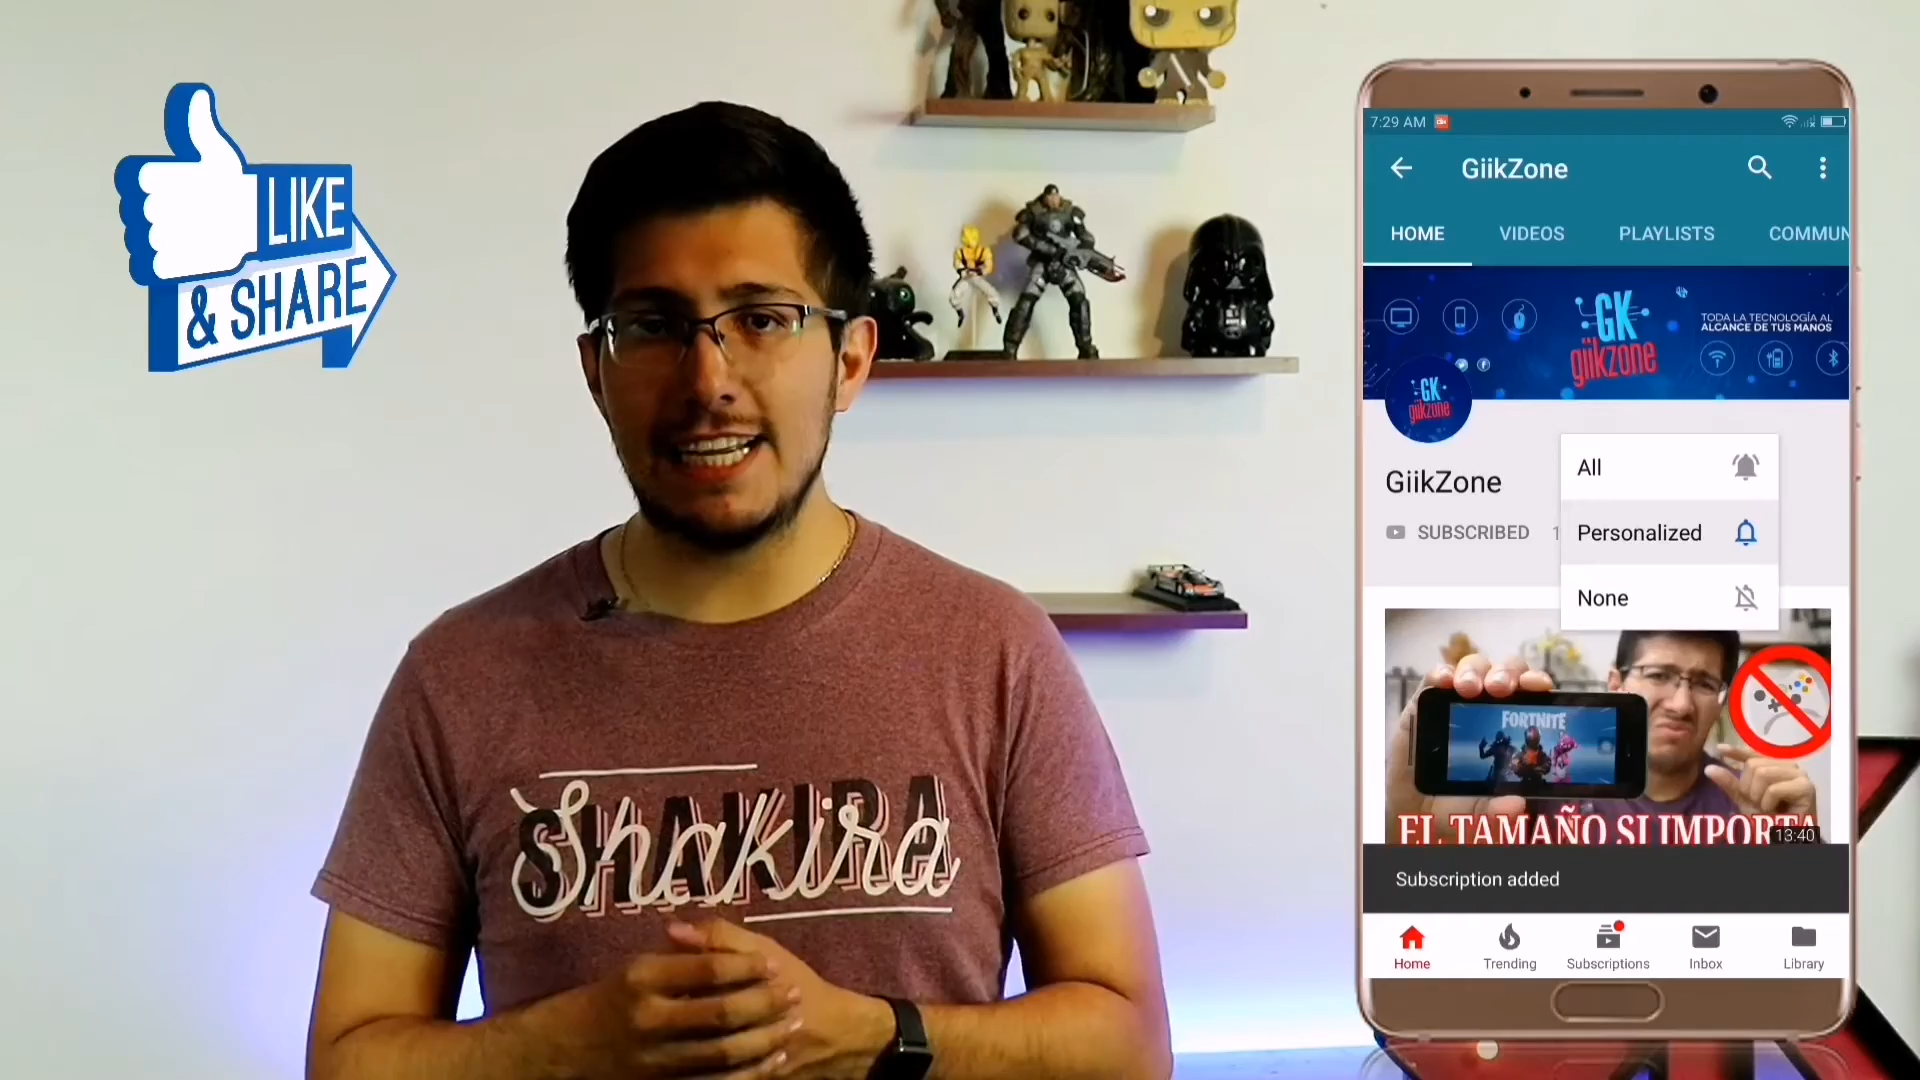 LIKE
& SHARE
SHAKIRA
Shakira
7:29 AM
GiikZone
HOME VIDEOS PLAYLISTS COMMUN
GK
giikzone
TODA LA TECNOLOGÍA AL
ALCANCE DE TUS MANOS
GK
giikzone
GiikZone
SUBSCRIBED 1
All
Personalized
None
FORTNITE
EL TAMAÑO SI IMPORTA
13:40
Subscription added
Home Trending Subscriptions Inbox Library